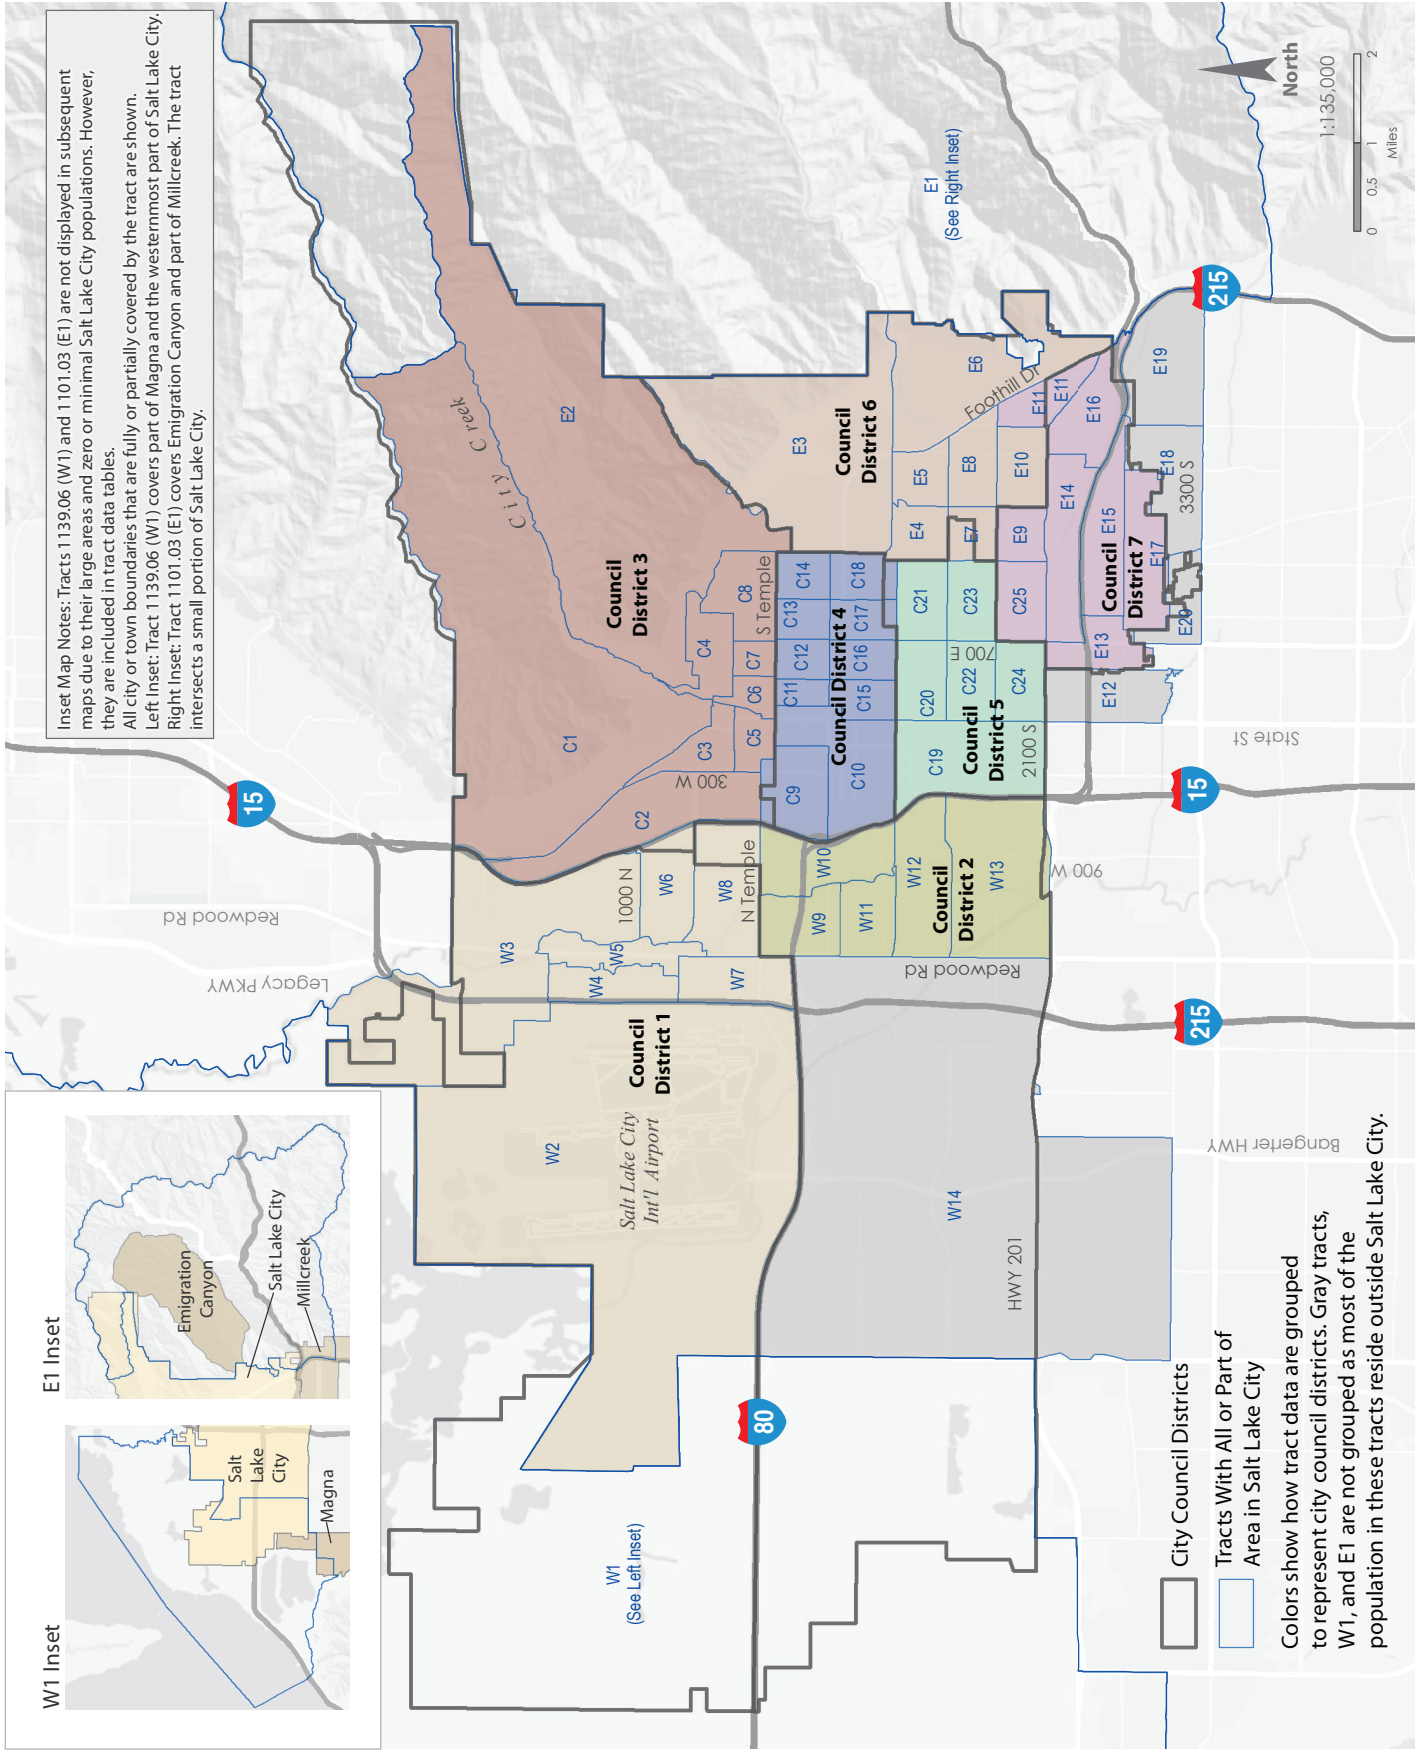 W1 Inset
Salt
Lake
City
Magna
E1 Inset
Emigration
Canyon
Salt Lake City
Millcreek
Inset Map Notes: Tracts 1139.06 (W1) and 1101.03 (E1) are not displayed in subsequent
maps due to their large areas and zero or minimal Salt Lake City populations. However,
they are included in tract data tables.
All city or town boundaries that are fully or partially covered by the tract are shown.
Left Inset: Tract 1139.06 (W1) covers part of Magna and the westernmost part of Salt Lake City.
Right Inset: Tract 1101.03 (E1) covers Emigration Canyon and part of Millcreek. The tract
intersects a small portion of Salt Lake City.
Legacy PKWY
Redwood Rd
15
City Creek
W1
(See Left Inset)
W2
Salt Lake City
Int'l Airport
Council
District 1
W3
W4
W5
W6
W7
W8
1000 N
N Temple
C1
C2
C3
C4
C5
C6
C7
C8
300 W
S Temple
Council
District 3
E2
E3
Council
District 6
E4
E5
E6
E7
E8
E10
E11
Foothill Dr
E1
(See Right Inset)
80
W14
HWY 201
W9
W10
W11
W12
W13
Council
District 2
Redwood Rd
900 W
C9
C10
C11
C12
C13
C14
C15
C16
C17
C18
Council District 4
C19
C20
C21
C22
C23
C24
700 E
Council
District 5
2100 S
C25
E9
E11
E12
E13
E14
E15
E16
E17
E18
E19
E20
Council
District 7
3300 S
State St
15
215
215
Bangerter HWY
City Council Districts
Tracts With All or Part of
Area in Salt Lake City
Colors show how tract data are grouped
to represent city council districts. Gray tracts,
W1, and E1 are not grouped as most of the
population in these tracts reside outside Salt Lake City.
North
1:135,000
0 0.5 1 2
Miles